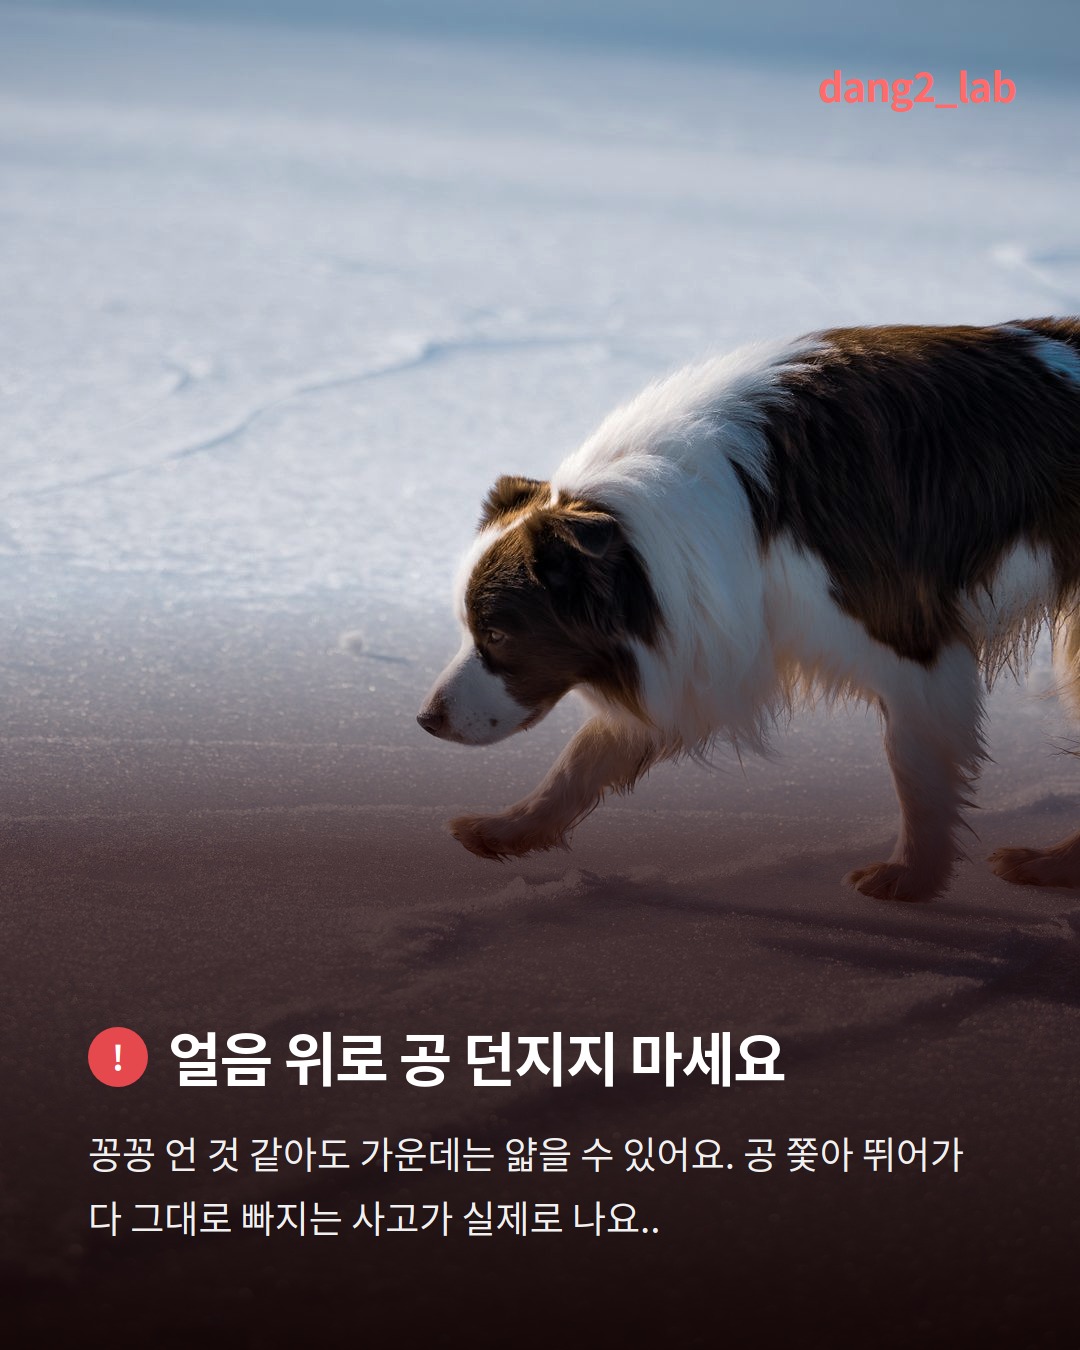 dang2_lab
! 얼음 위로 공 던지지 마세요
꽁꽁 언 것 같아도 가운데는 얇을 수 있어요. 공 쫓아 뛰어가
다 그대로 빠지는 사고가 실제로 나요..